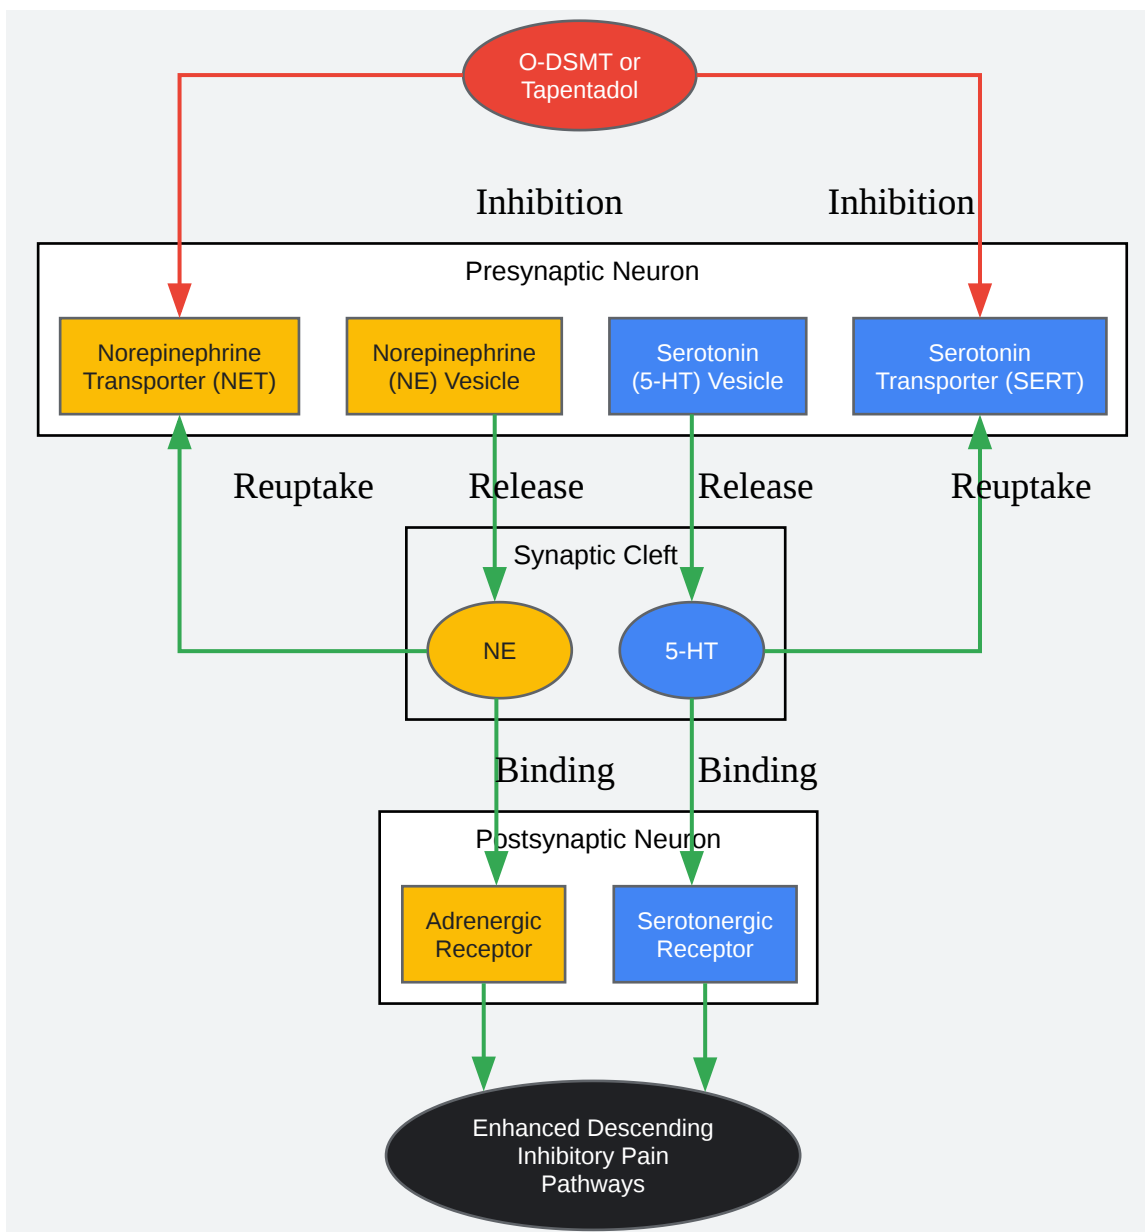 O-DSMT or
Tapentadol
Inhibition
Inhibition
Presynaptic Neuron
Norepinephrine
Transporter (NET)
Norepinephrine
(NE) Vesicle
Serotonin
(5-HT) Vesicle
Serotonin
Transporter (SERT)
Reuptake
Release
Release
Reuptake
Synaptic Cleft
NE
5-HT
Binding
Binding
Postsynaptic Neuron
Adrenergic
Receptor
Serotonergic
Receptor
Enhanced Descending
Inhibitory Pain
Pathways